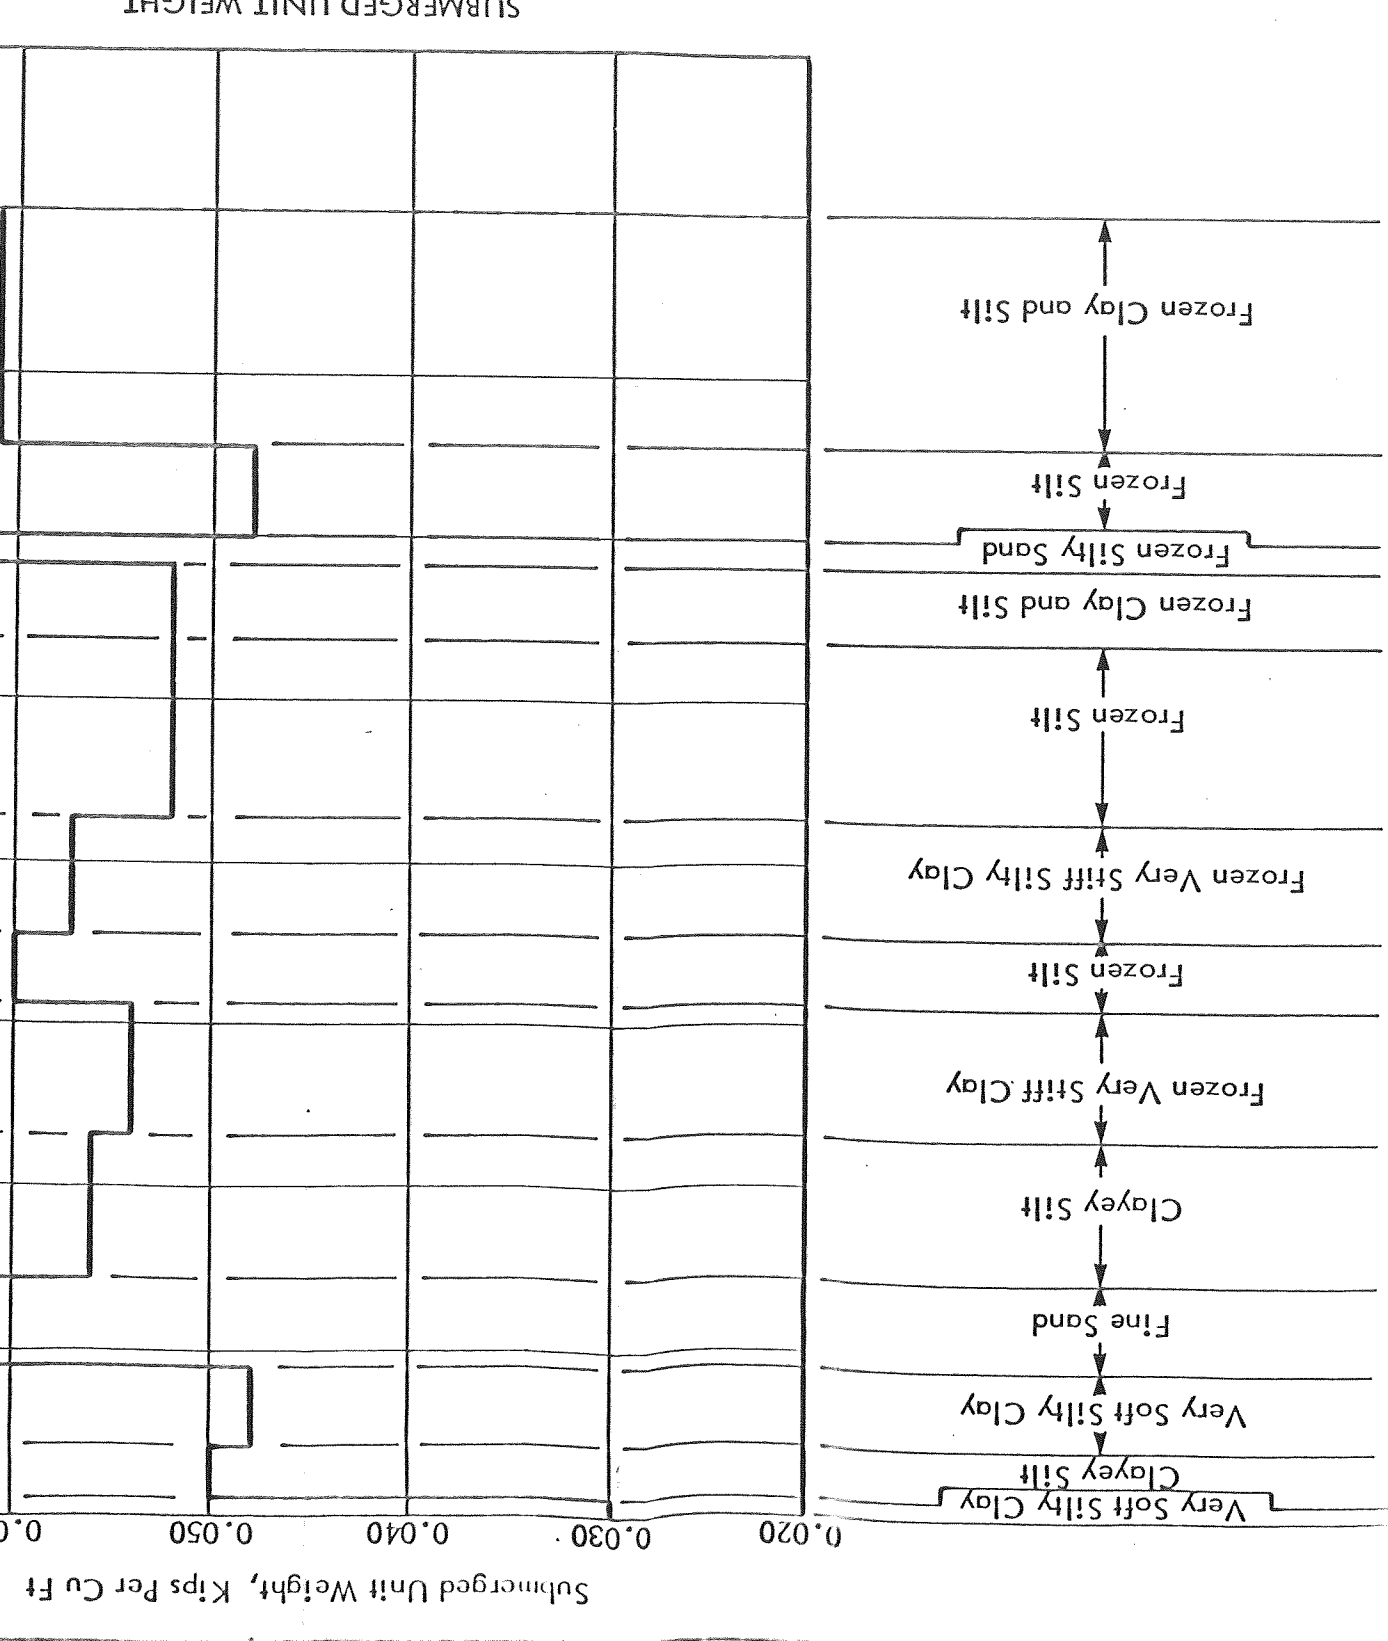 Submerged Unit Weight, Kips Per Cu Ft
0.020 0.030 0.040 0.050 0.0
Very Soft Silty Clay
Clayey Silt
Very Soft Silty Clay
Fine Sand
Clayey Silt
Frozen Very Stiff Clay
Frozen Silt
Frozen Very Stiff Silty Clay
Frozen Silt
Frozen Clay and Silt
Frozen Silty Sand
Frozen Silt
Frozen Clay and Silt
SUBMERGED UNIT WEIGHT